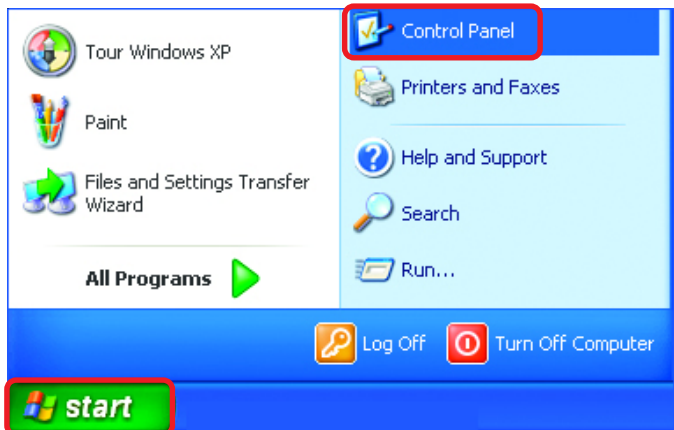 Tour Windows XP
Paint
Files and Settings Transfer
Wizard
All Programs
Control Panel
Printers and Faxes
Help and Support
Search
Run...
Log Off
Turn Off Computer
start